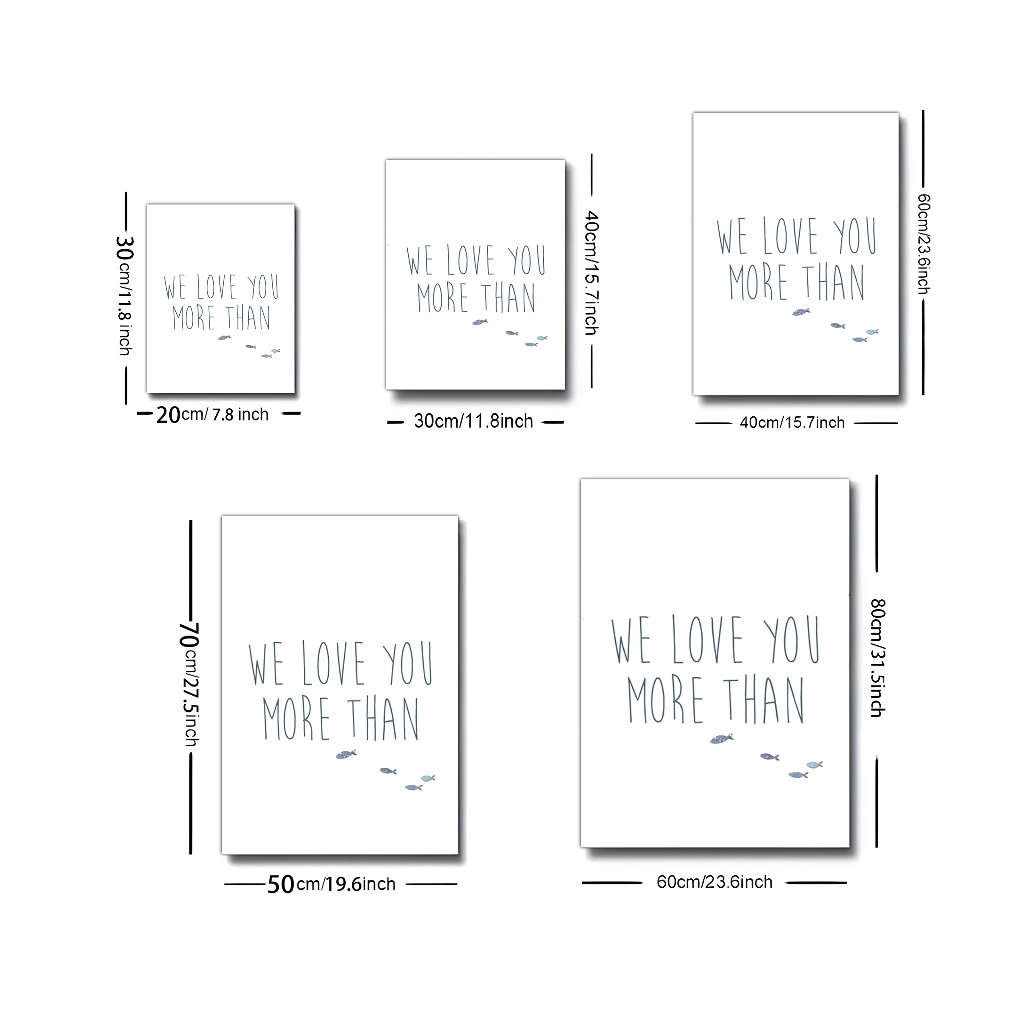 WE LOVE YOU
MORE THAN
30cm/11.8 inch
20cm/ 7.8 inch
WE LOVE YOU
MORE THAN
40cm/15.7inch
30cm/11.8inch
WE LOVE YOU
MORE THAN
60cm/23.6inch
40cm/15.7inch
WE LOVE YOU
MORE THAN
70cm/27.5inch
50cm/19.6inch
WE LOVE YOU
MORE THAN
80cm/31.5inch
60cm/23.6inch